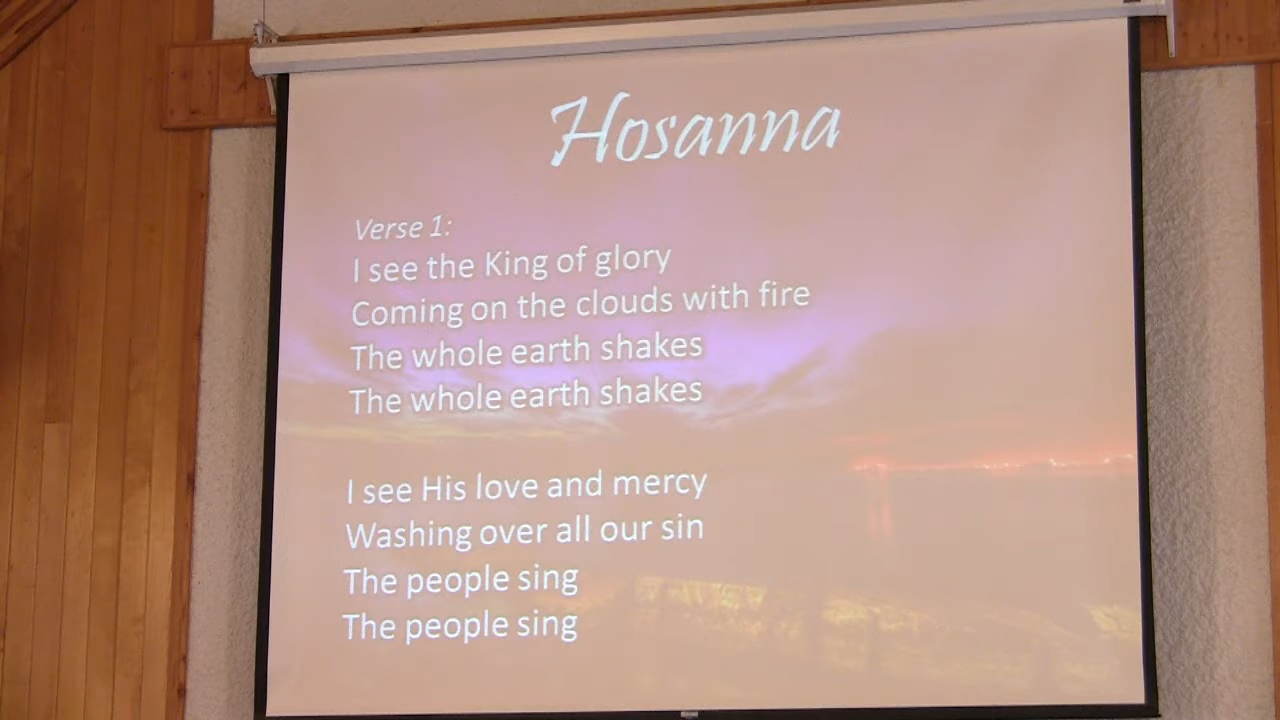 Hosanna
Verse 1:
I see the King of glory
Coming on the clouds with fire
The whole earth shakes
The whole earth shakes
I see His love and mercy
Washing over all our sin
The people sing
The people sing